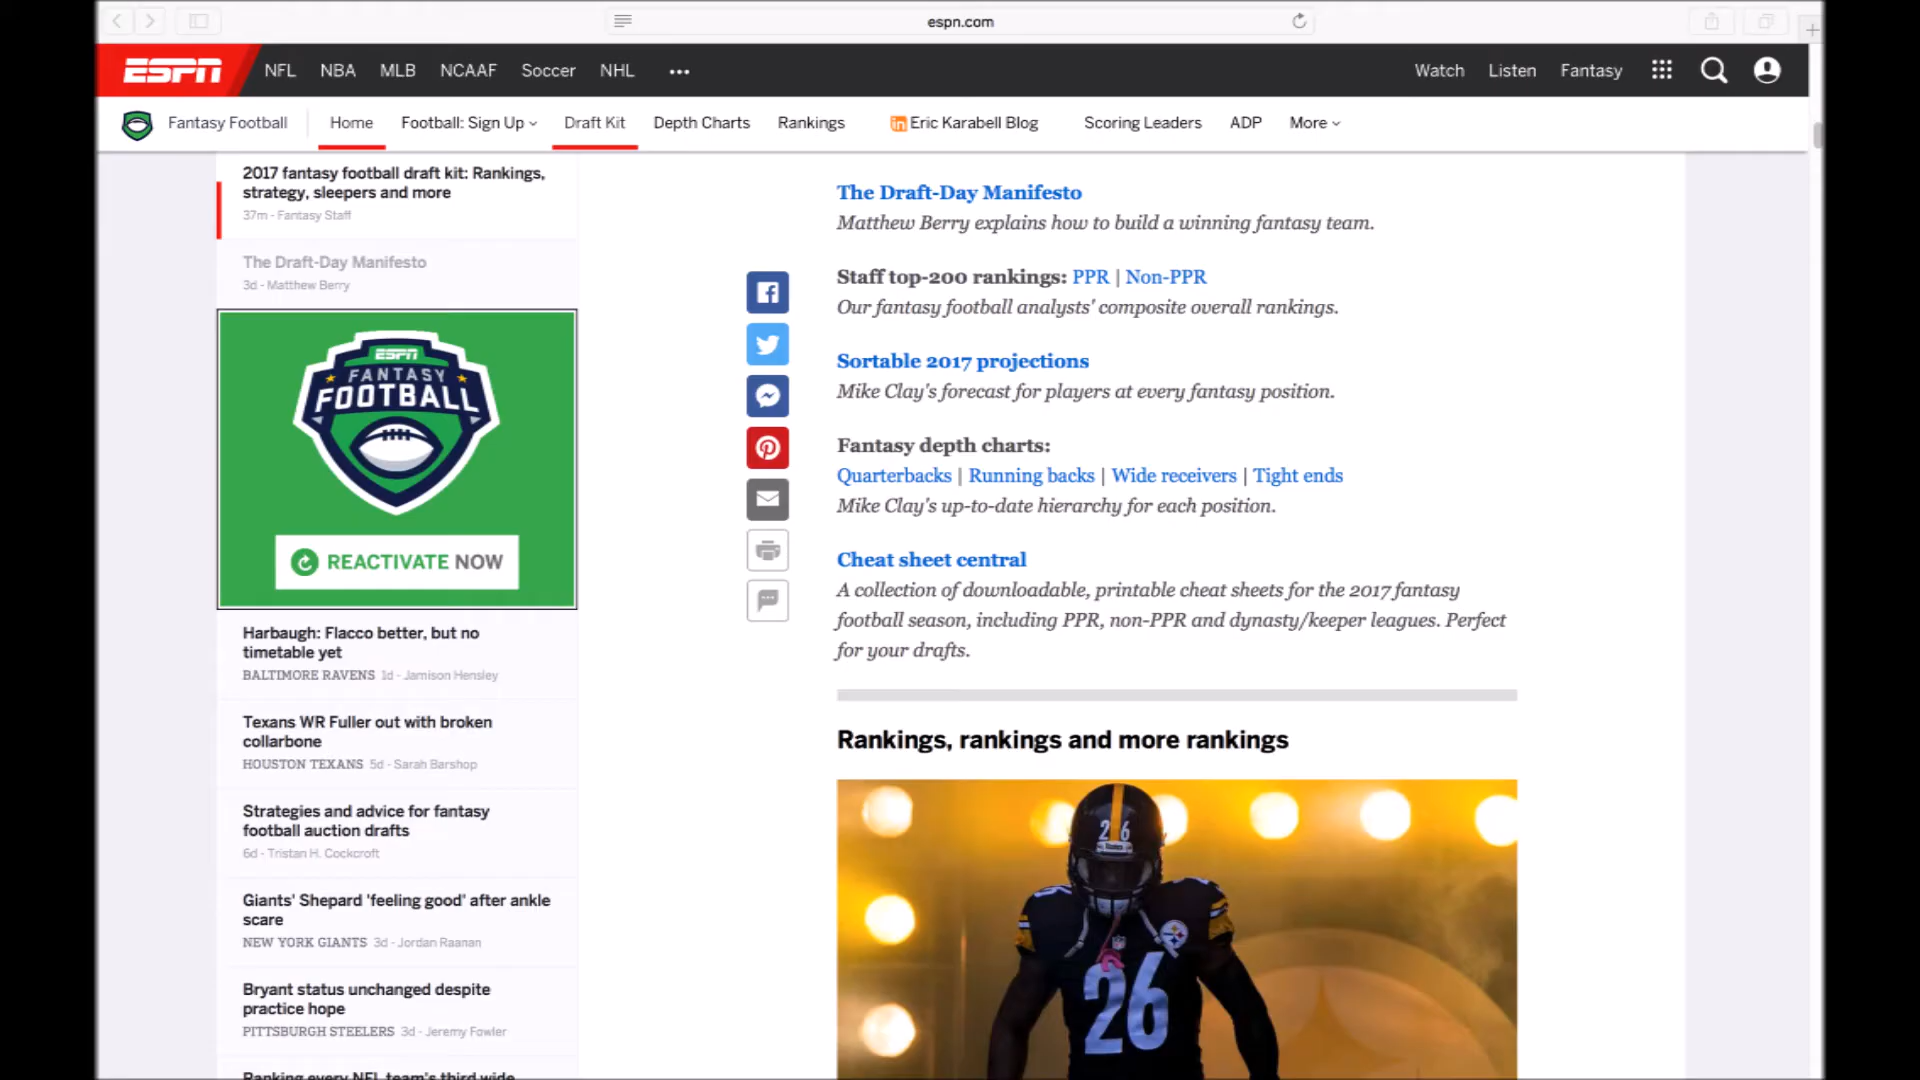 espn.com
ESPN NFL NBA MLB NCAAF Soccer NHL Watch Listen Fantasy
Fantasy Football Home Football: Sign Up Draft Kit Depth Charts Rankings in Eric Karabell Blog Scoring Leaders ADP More
2017 fantasy football draft kit: Rankings,
strategy, sleepers and more
37m - Fantasy Staff
The Draft-Day Manifesto
3d - Matthew Berry
ESPN
FANTASY
FOOTBALL
REACTIVATE NOW
Harbaugh: Flacco better, but no
timetable yet
BALTIMORE RAVENS 1d - Jamison Hensley
Texans WR Fuller out with broken
collarbone
HOUSTON TEXANS 5d - Sarah Barshop
Strategies and advice for fantasy
football auction drafts
6d - Tristan H. Cockcroft
Giants' Shepard 'feeling good' after ankle
scare
NEW YORK GIANTS 3d - Jordan Raanan
Bryant status unchanged despite
practice hope
PITTSBURGH STEELERS 3d - Jeremy Fowler
Ranking every NFL team's third wide
The Draft-Day Manifesto
Matthew Berry explains how to build a winning fantasy team.
Staff top-200 rankings: PPR | Non-PPR
Our fantasy football analysts' composite overall rankings.
Sortable 2017 projections
Mike Clay's forecast for players at every fantasy position.
Fantasy depth charts:
Quarterbacks | Running backs | Wide receivers | Tight ends
Mike Clay's up-to-date hierarchy for each position.
Cheat sheet central
A collection of downloadable, printable cheat sheets for the 2017 fantasy
football season, including PPR, non-PPR and dynasty/keeper leagues. Perfect
for your drafts.
Rankings, rankings and more rankings
26
26